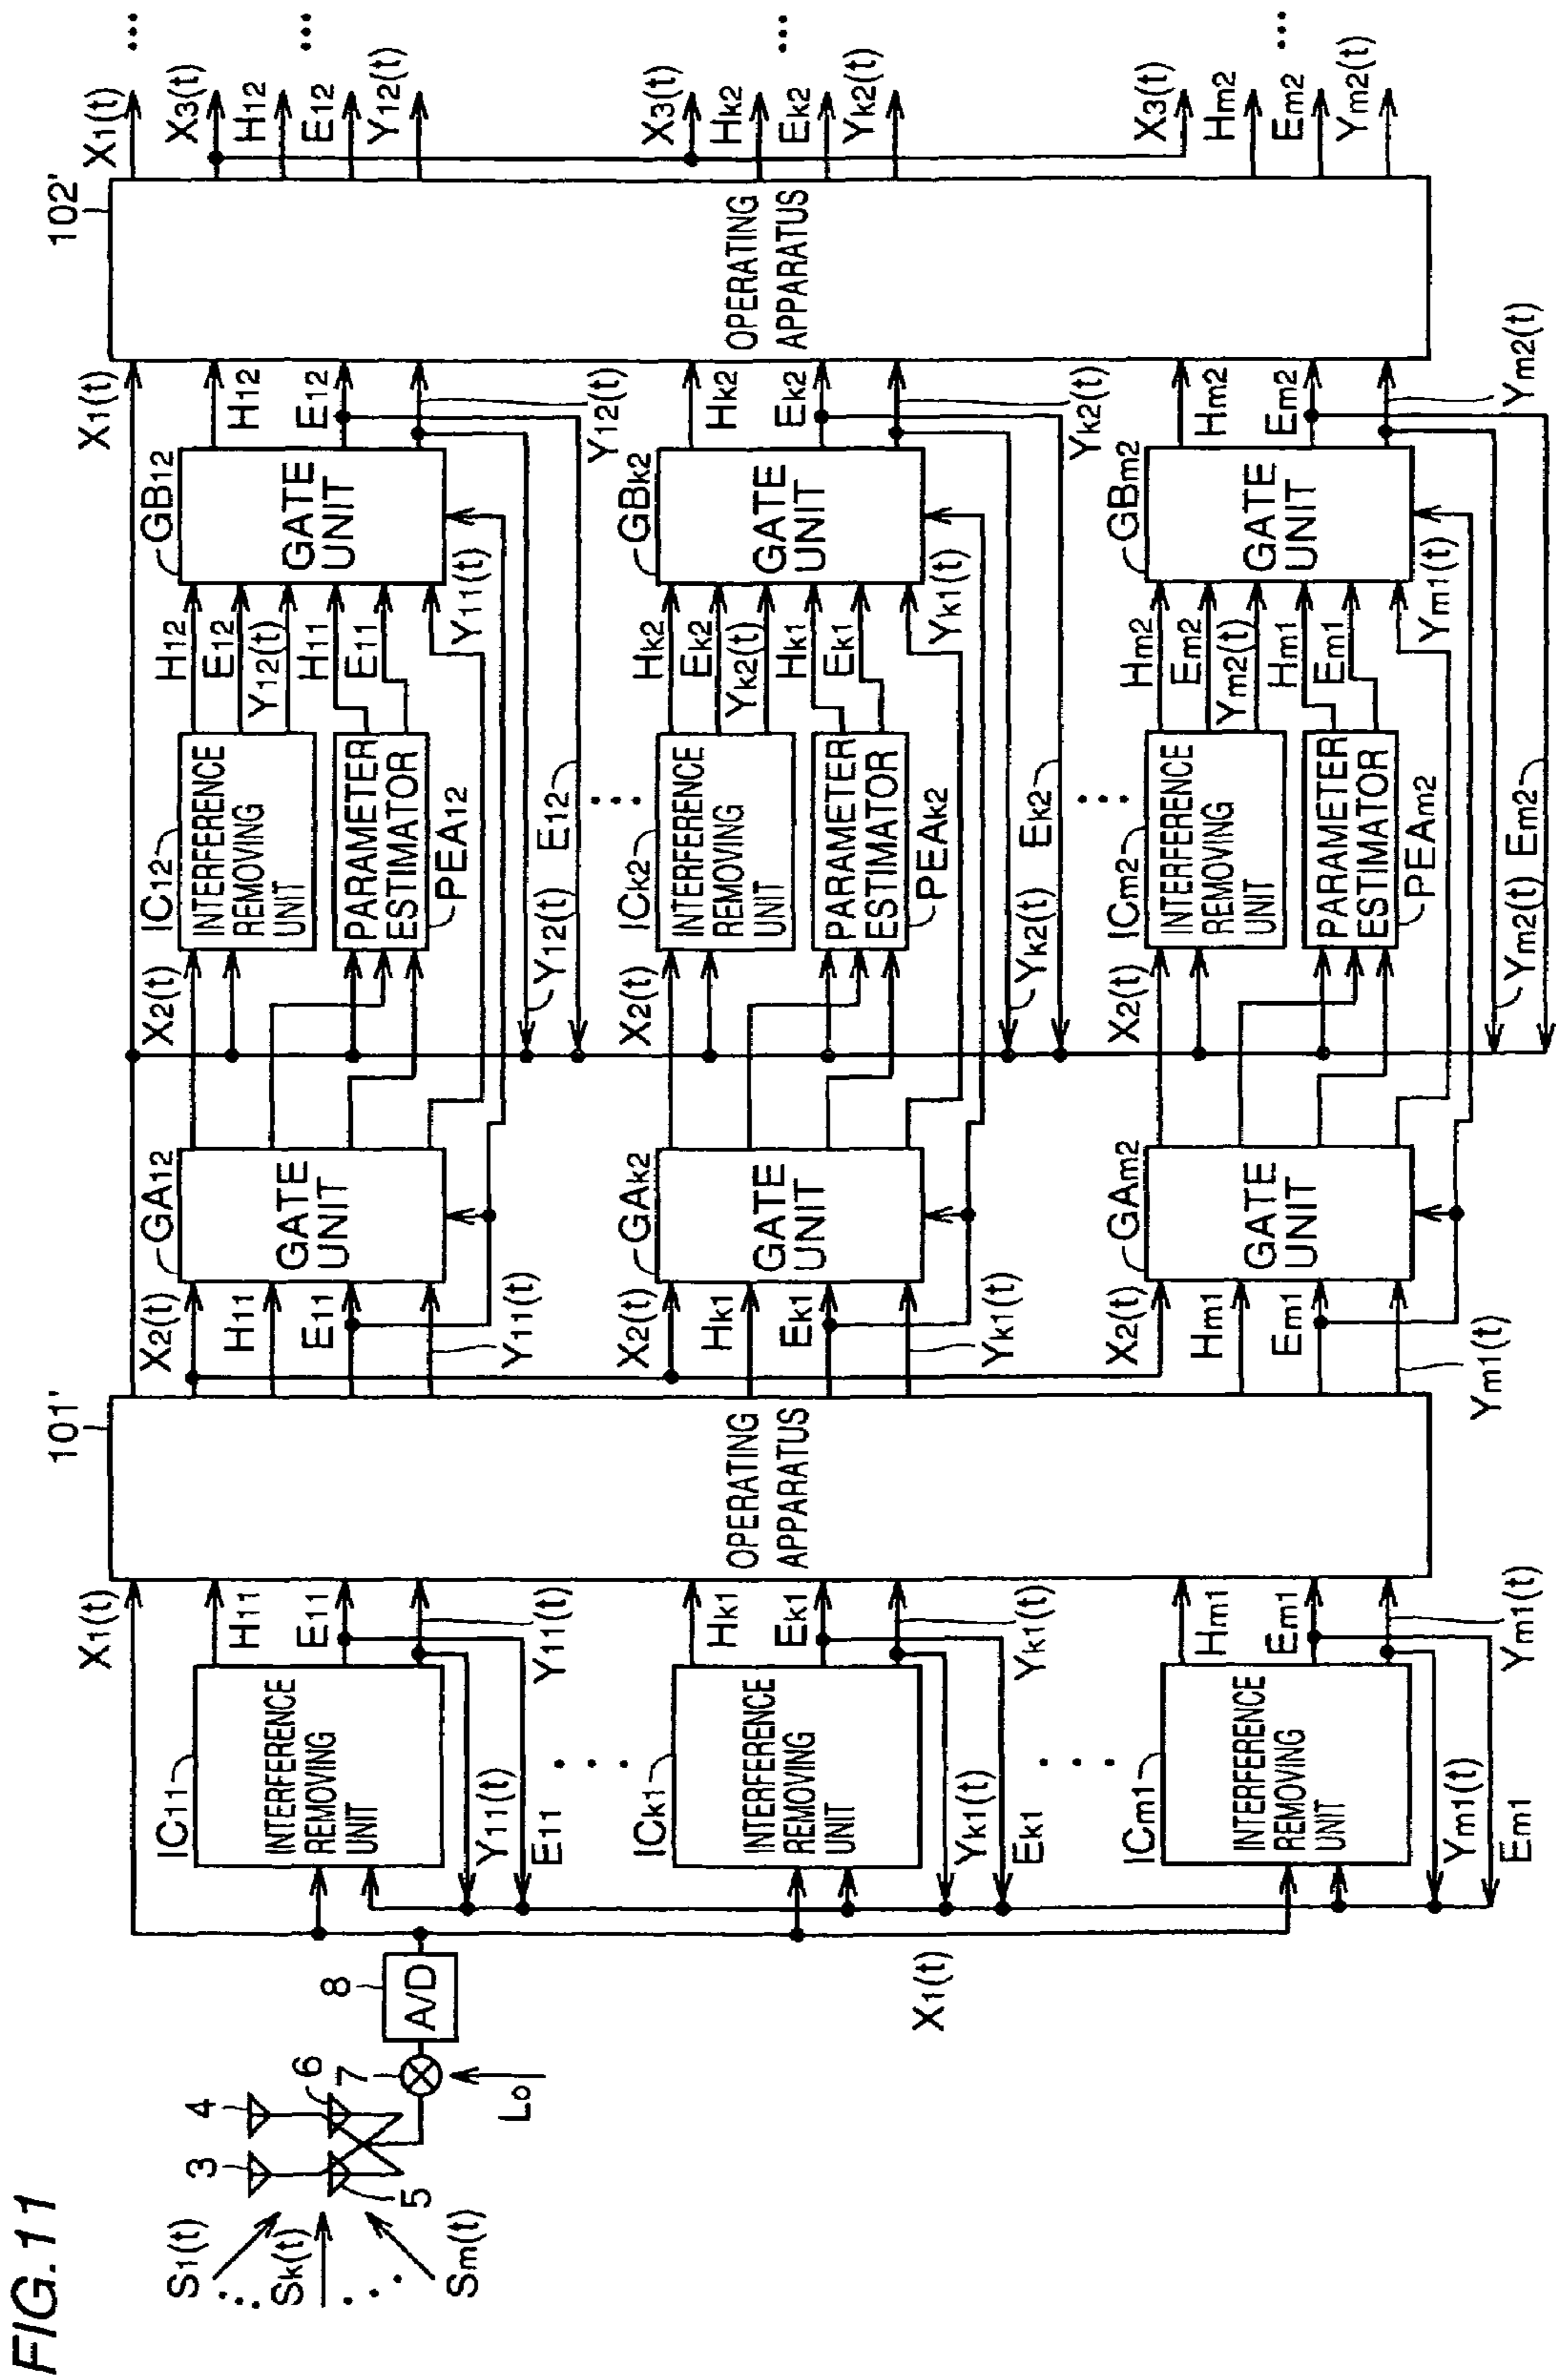 FIG.11
S1(t)
Sk(t)
Sm(t)
3
4
5
6
7
Lo
8
A/D
X1(t)
X1(t)
IC11
INTERFERENCE
REMOVING
UNIT
H11
E11
Y11(t)
Y11(t)
E11
ICk1
INTERFERENCE
REMOVING
UNIT
Hk1
Ek1
Yk1(t)
Yk1(t)
Ek1
ICm1
INTERFERENCE
REMOVING
UNIT
Hm1
Em1
Ym1(t)
Ym1(t)
Em1
101'
OPERATING
APPARATUS
X2(t)
H11
E11
Y11(t)
GA12
GATE
UNIT
X2(t)
Hk1
Ek1
Yk1(t)
GAk2
GATE
UNIT
X2(t)
Hm1
Em1
Ym1(t)
GAm2
GATE
UNIT
X2(t)
IC12
INTERFERENCE
REMOVING
UNIT
PARAMETER
ESTIMATOR
PEA12
H12
E12
Y12(t)
H11
E11
Y11(t)
Y12(t)
E12
X2(t)
ICk2
INTERFERENCE
REMOVING
UNIT
PARAMETER
ESTIMATOR
PEAk2
Hk2
Ek2
Yk2(t)
Hk1
Ek1
Yk1(t)
Yk2(t)
Ek2
X2(t)
ICm2
INTERFERENCE
REMOVING
UNIT
PARAMETER
ESTIMATOR
PEAm2
Hm2
Em2
Ym2(t)
Hm1
Em1
Ym1(t)
Ym2(t)
Em2
GB12
GATE
UNIT
X1(t)
H12
E12
Y12(t)
GBk2
GATE
UNIT
Hk2
Ek2
Yk2(t)
GBm2
GATE
UNIT
Hm2
Em2
Ym2(t)
102'
OPERATING
APPARATUS
X1(t)
X3(t)
H12
E12
Y12(t)
X3(t)
Hk2
Ek2
Yk2(t)
X3(t)
Hm2
Em2
Ym2(t)